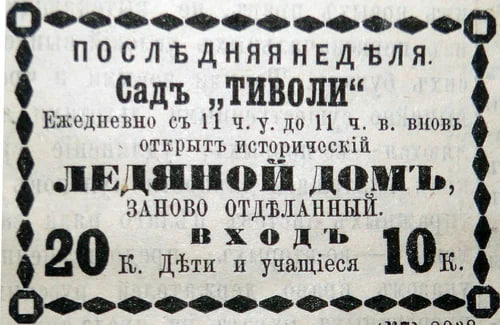 ПОСЛѢДНЯЯ НЕДѢЛЯ.
Садъ „ТИВОЛИ“
Ежедневно съ 11 ч. у. до 11 ч. в. вновь
открытъ историческій
ЛЕДЯНОЙ ДОМЪ,
ЗАНОВО ОТДѢЛАННЫЙ.
ВХОДЪ
20 К. Дѣти и учащіеся 10 К.